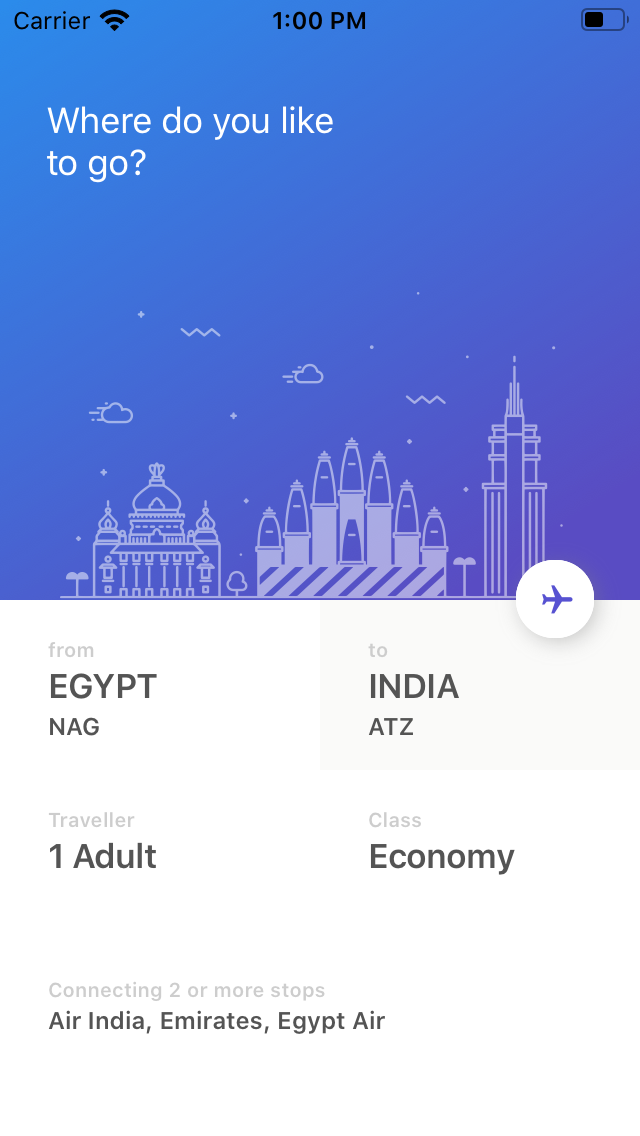 Carrier 1:00 PM
Where do you like
to go?
from
EGYPT
NAG
to
INDIA
ATZ
Traveller
1 Adult
Class
Economy
Connecting 2 or more stops
Air India, Emirates, Egypt Air